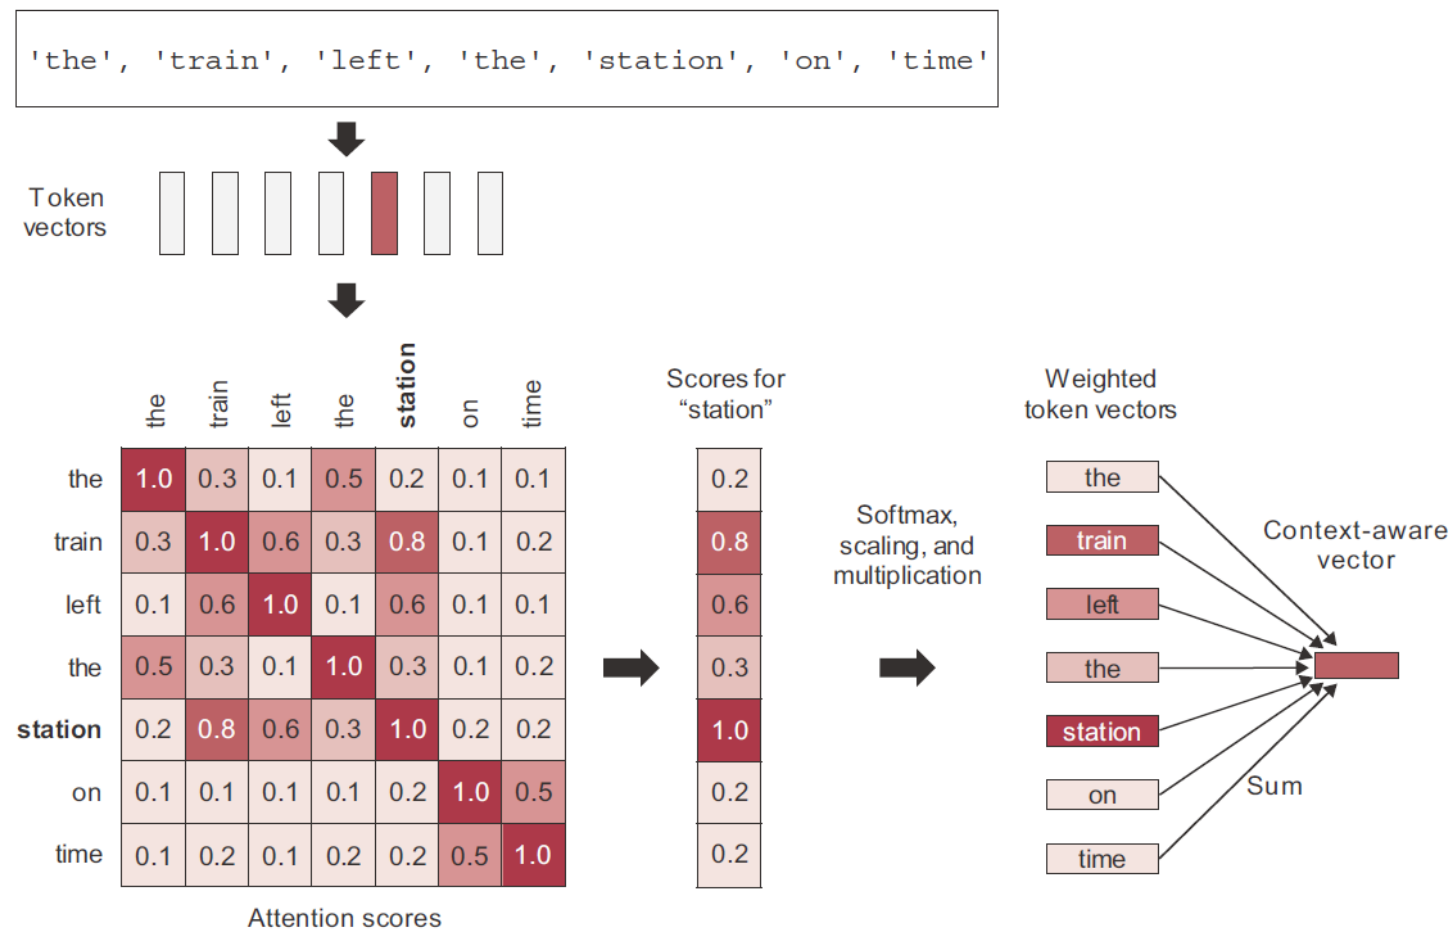 'the', 'train', 'left', 'the', 'station', 'on', 'time'
Token
vectors
the train left the station on time
the 1.0 0.3 0.1 0.5 0.2 0.1 0.1
train 0.3 1.0 0.6 0.3 0.8 0.1 0.2
left 0.1 0.6 1.0 0.1 0.6 0.1 0.1
the 0.5 0.3 0.1 1.0 0.3 0.1 0.2
station 0.2 0.8 0.6 0.3 1.0 0.2 0.2
on 0.1 0.1 0.1 0.1 0.2 1.0 0.5
time 0.1 0.2 0.1 0.2 0.2 0.5 1.0
Attention scores
Scores for
“station”
0.2
0.8
0.6
0.3
1.0
0.2
0.2
Softmax,
scaling, and
multiplication
Weighted
token vectors
the
train
left
the
station
on
time
Sum
Context-aware
vector